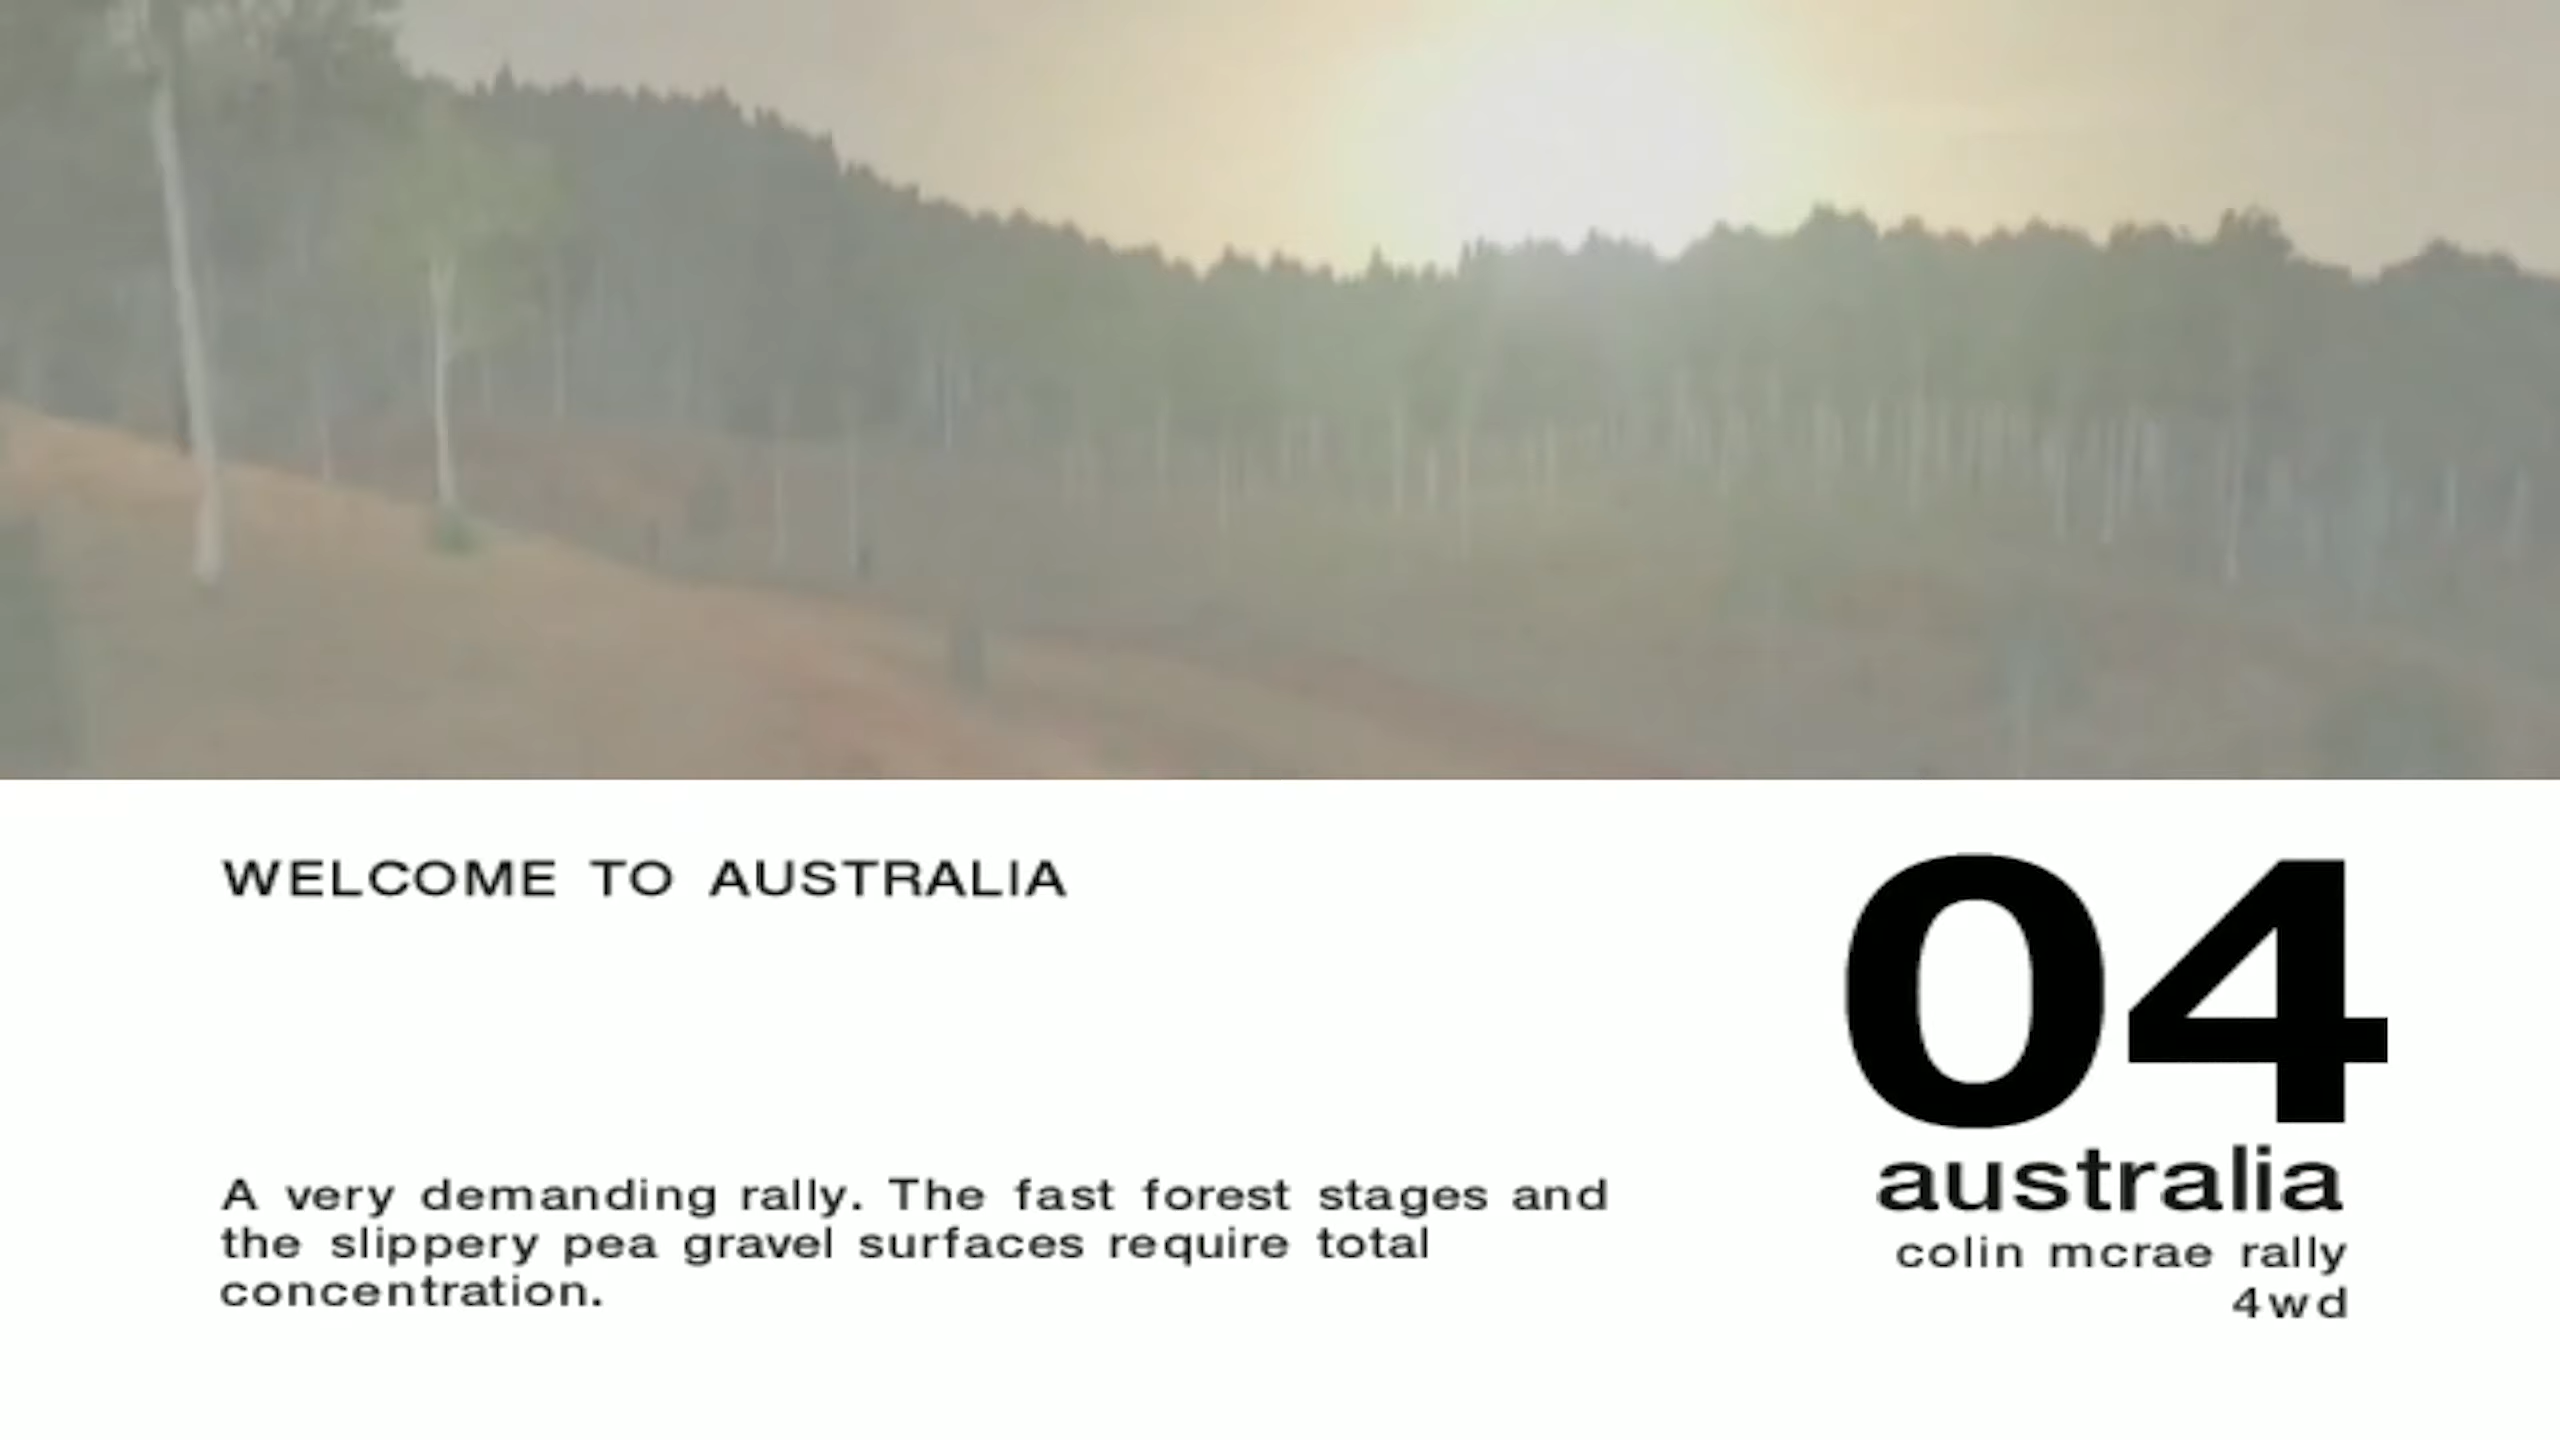 WELCOME TO AUSTRALIA
A very demanding rally. The fast forest stages and
the slippery pea gravel surfaces require total
concentration.
04
australia
colin mcrae rally
4wd